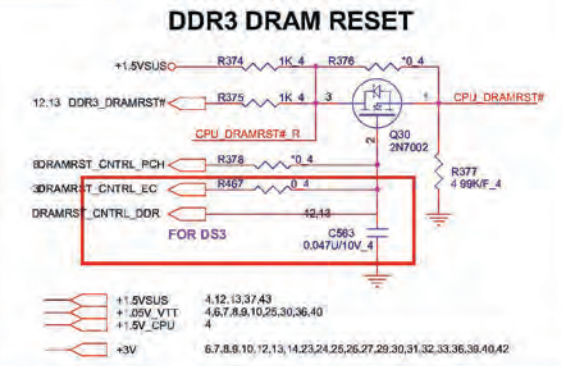 DDR3 DRAM RESET
+1.5VSUS R374 1K_4 R376 *0_4
12,13 DDR3_DRAMRST# R375 1K_4 3 1 CPU_DRAMRST#
CPU_DRAMRST#_R
Q30
2N7002
2
DRAMRST_CNTRL_PCH R378 *0_4
DRAMRST_CNTRL_EC R467 0_4
R377
4.99K/F_4
DRAMRST_CNTRL_DDR 12,13
FOR DS3
C563
0.047U/10V_4
+1.5VSUS 4,12,13,37,43
+1.05V_VTT 4,6,7,8,9,10,25,30,36,40
+1.5V_CPU 4
+3V 6,7,8,9,10,12,13,14,23,24,25,26,27,29,30,31,32,33,36,39,40,42